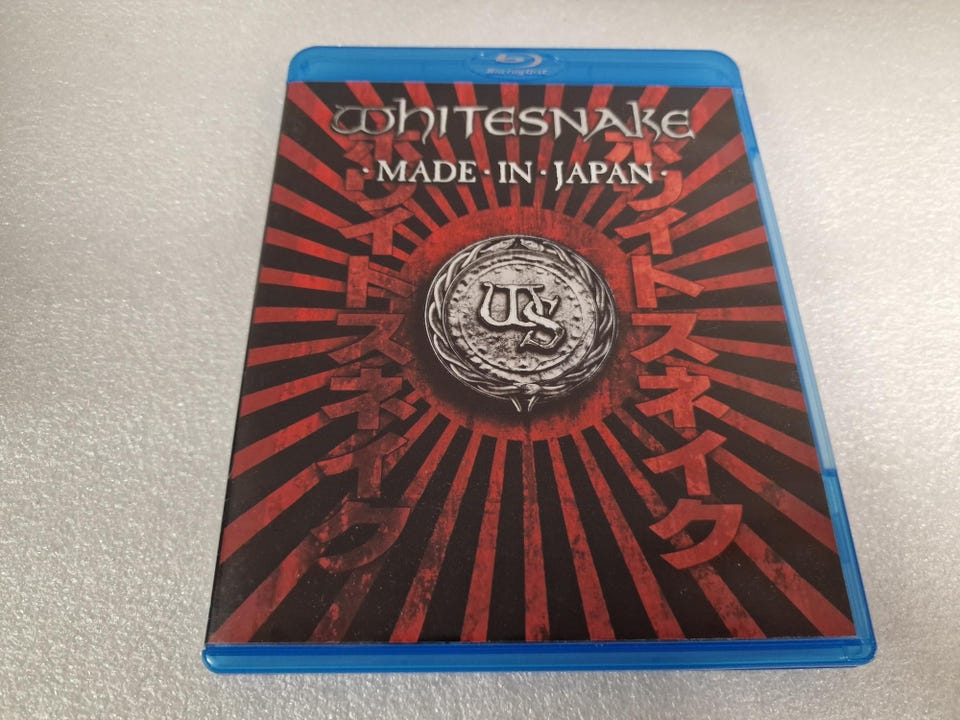 Blu-ray Disc
WHITESNAKE
· MADE · IN · JAPAN ·
ホワイトスネイク
ホワイトスネイク
WS